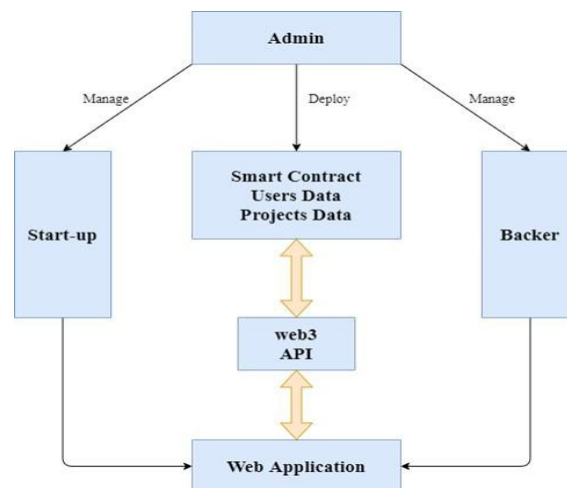 Admin
Manage
Deploy
Manage
Smart Contract
Users Data
Projects Data
Start-up
Backer
web3
API
Web Application